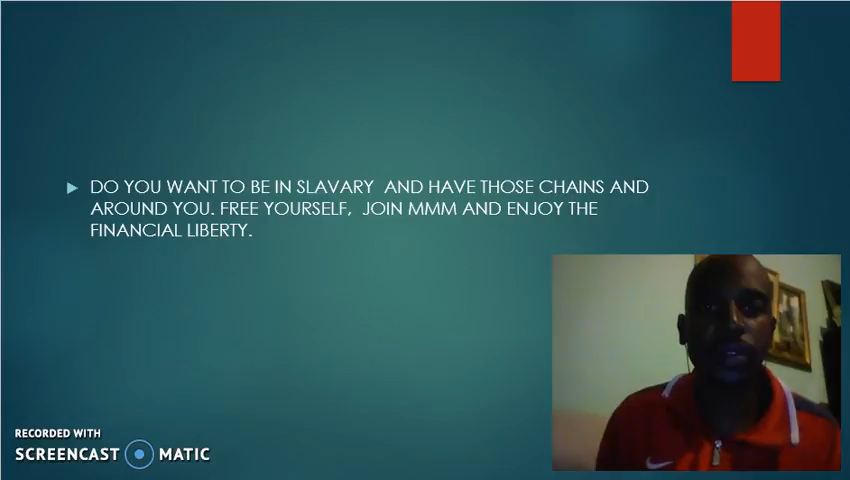 DO YOU WANT TO BE IN SLAVARY AND HAVE THOSE CHAINS AND
AROUND YOU. FREE YOURSELF, JOIN MMM AND ENJOY THE
FINANCIAL LIBERTY.
RECORDED WITH
SCREENCAST MATIC